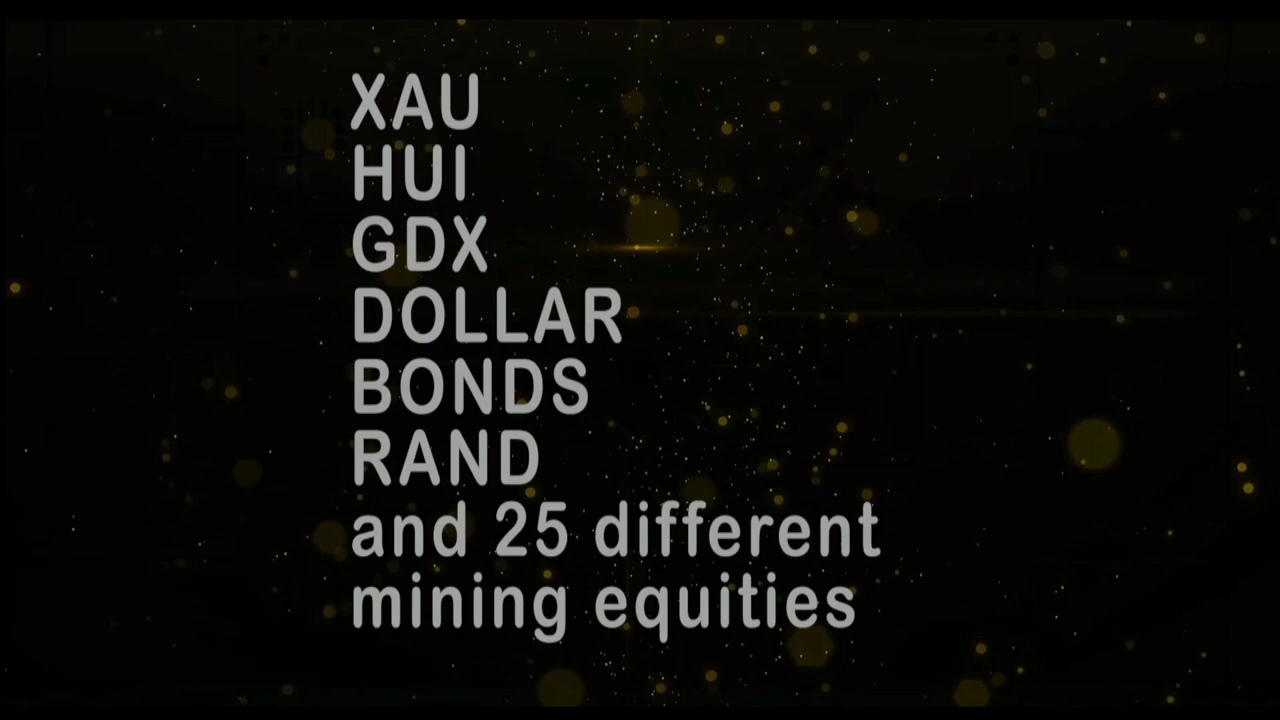 XAU
HUI
GDX
DOLLAR
BONDS
RAND
and 25 different
mining equities